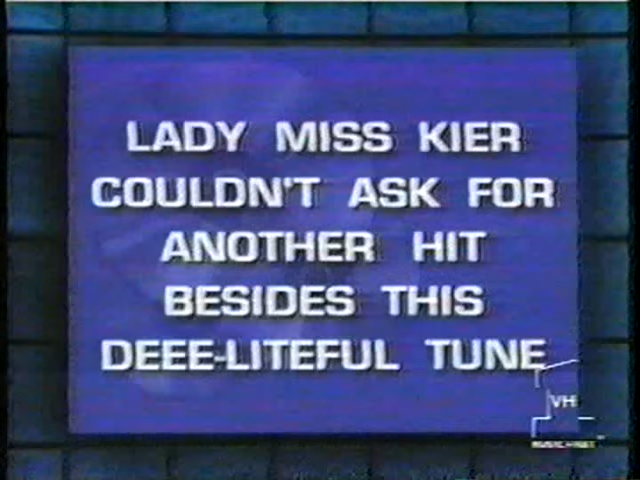 LADY MISS KIER
COULDN'T ASK FOR
ANOTHER HIT
BESIDES THIS
DEEE-LITEFUL TUNE
VH